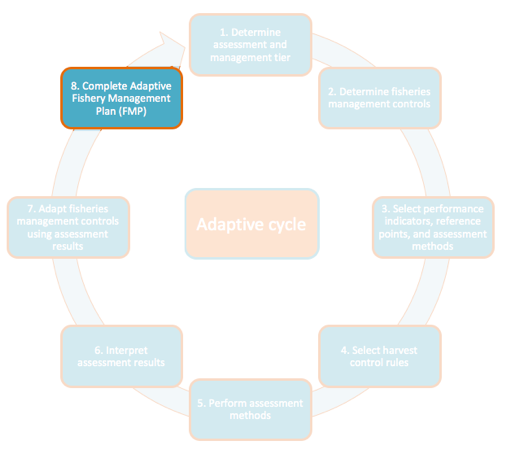 1. Determine
assessment and
management tier
2. Determine fisheries
management controls
3. Select performance
indicators, reference
points, and assessment
methods
4. Select harvest
control rules
5. Perform assessment
methods
6. Interpret
assessment results
7. Adapt fisheries
management controls
using assessment
results
8. Complete Adaptive
Fishery Management
Plan (FMP)
Adaptive cycle